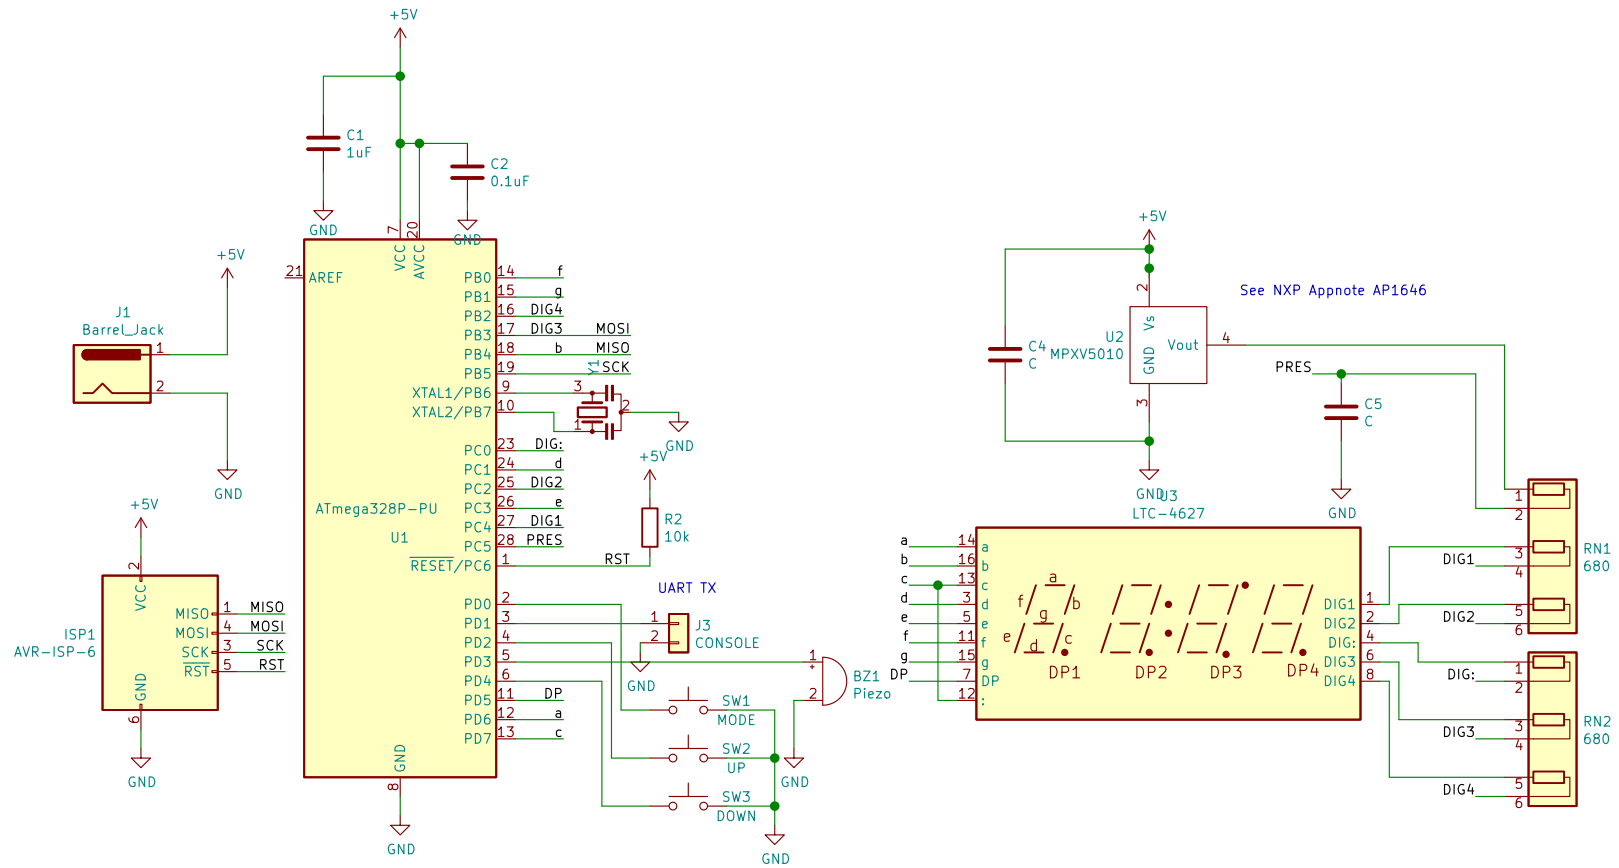 +5V
C1
1uF
GND
C2
0.1uF
GND
7
20
VCC
AVCC
21
AREF
+5V
J1
Barrel_Jack
1
2
GND
PB0 14 f
PB1 15 g
PB2 16 DIG4
PB3 17 DIG3 MOSI
PB4 18 b MISO
PB5 19 SCK
XTAL1/PB6 9
XTAL2/PB7 10
Y1
3
2
1
GND
PC0 23 DIG:
PC1 24 d
PC2 25 DIG2
PC3 26 e
PC4 27 DIG1
PC5 28 PRES
RESET/PC6 1 RST
ATmega328P-PU
U1
+5V
R2
10k
PD0 2
PD1 3
PD2 4
PD3 5
PD4 6
PD5 11 DP
PD6 12 a
PD7 13 c
GND
8
GND
+5V
2
VCC
ISP1
AVR-ISP-6
MISO 1 MISO
MOSI 4 MOSI
SCK 3 SCK
RST 5 RST
GND
6
GND
UART TX
1
2
J3
CONSOLE
GND
1
+
2
BZ1
Piezo
GND
SW1
MODE
SW2
UP
SW3
DOWN
GND
+5V
2
Vs
U2
MPXV5010
GND
Vout 4
3
GND
C4
C
See NXP Appnote AP1646
PRES
C5
C
GND
U3
LTC-4627
a 14 a
b 16 b
c 13 c
d 3 d
e 5 e
f 11 f
g 15 g
DP 7 DP
12 :
a
f
b
g
e
d
c
DP1
DP2
DP3
DP4
DIG1 1
DIG2 2
DIG: 4
DIG3 6
DIG4 8
1
2
3
DIG1 4
5
DIG2 6
RN1
680
1
DIG: 2
3
DIG3 4
5
DIG4 6
RN2
680